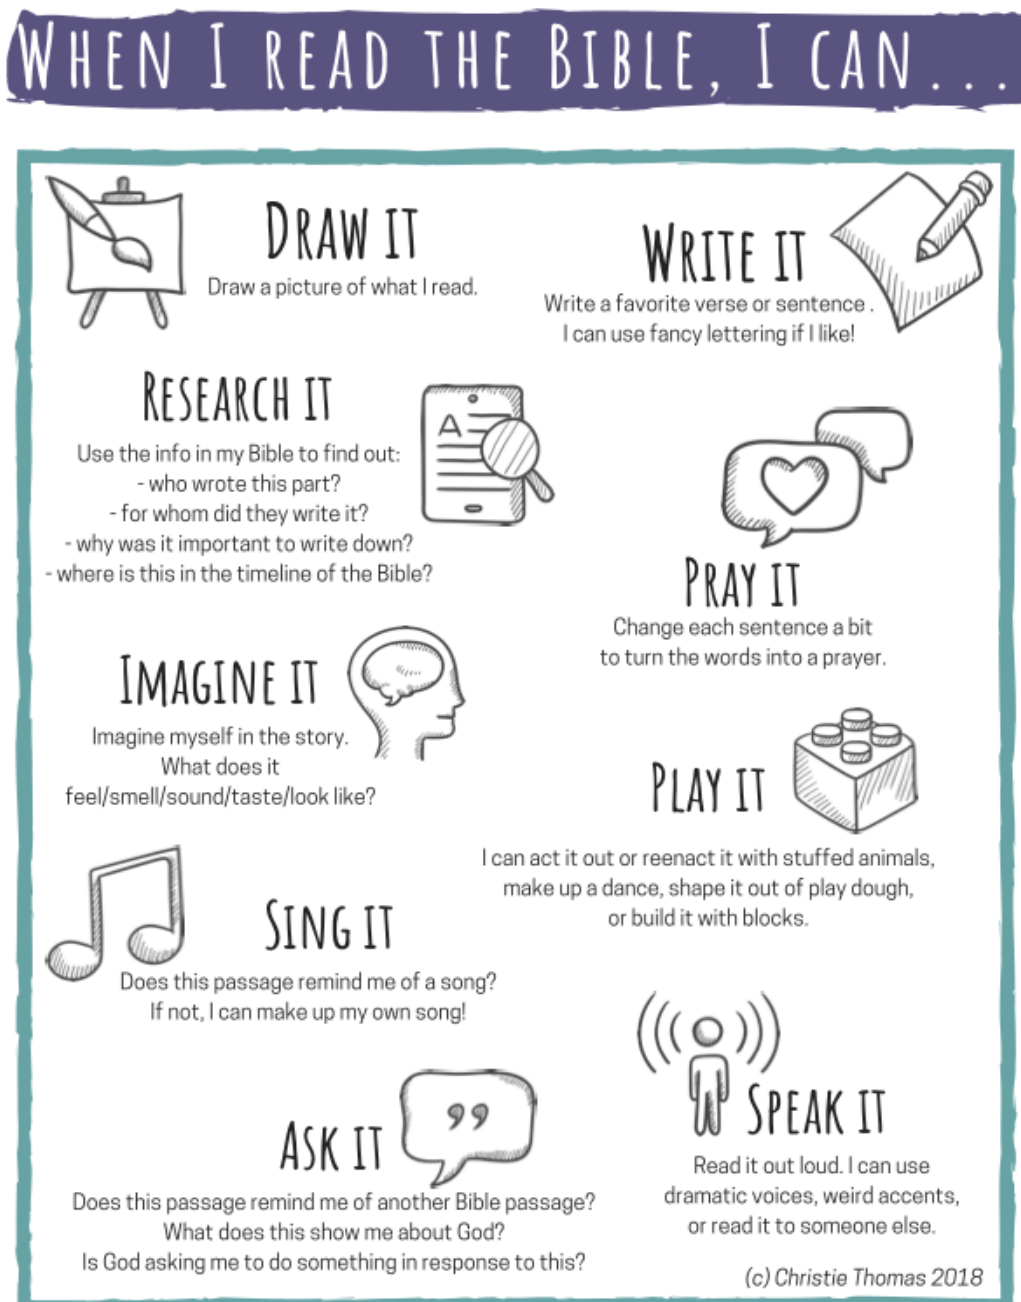 WHEN I READ THE BIBLE, I CAN...
DRAW IT
Draw a picture of what I read.
WRITE IT
Write a favorite verse or sentence .
I can use fancy lettering if I like!
RESEARCH IT
Use the info in my Bible to find out:
- who wrote this part?
- for whom did they write it?
- why was it important to write down?
- where is this in the timeline of the Bible?
A
PRAY IT
Change each sentence a bit
to turn the words into a prayer.
IMAGINE IT
Imagine myself in the story.
What does it
feel/smell/sound/taste/look like?
PLAY IT
I can act it out or reenact it with stuffed animals,
make up a dance, shape it out of play dough,
or build it with blocks.
SING IT
Does this passage remind me of a song?
If not, I can make up my own song!
SPEAK IT
Read it out loud. I can use
dramatic voices, weird accents,
or read it to someone else.
ASK IT
Does this passage remind me of another Bible passage?
What does this show me about God?
Is God asking me to do something in response to this?
(c) Christie Thomas 2018